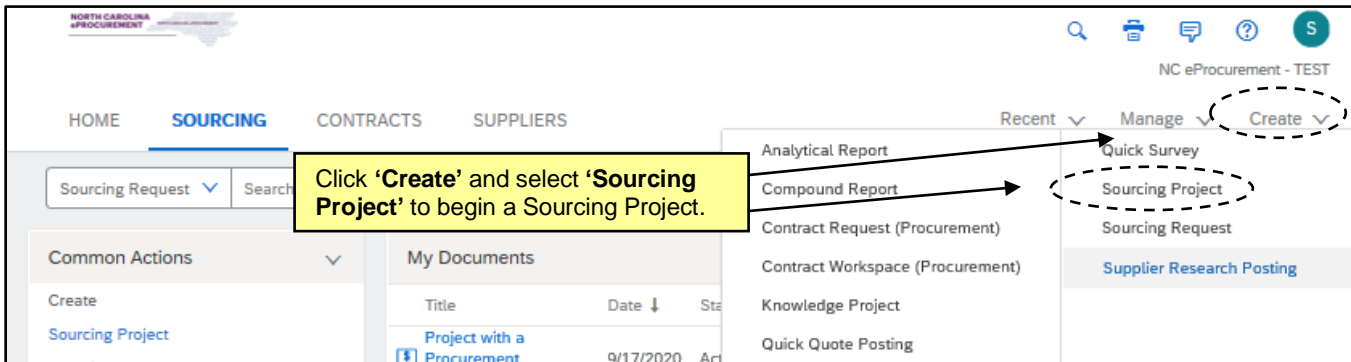 NORTH CAROLINA
ePROCUREMENT
S
NC eProcurement - TEST
HOME SOURCING CONTRACTS SUPPLIERS Recent Manage Create
Analytical Report Quick Survey
Sourcing Request Search
Click ‘Create’ and select ‘Sourcing
Project’ to begin a Sourcing Project.
Compound Report Sourcing Project
Contract Request (Procurement) Sourcing Request
Common Actions My Documents
Contract Workspace (Procurement) Supplier Research Posting
Create
Title Date ↓ Sta
Knowledge Project
Sourcing Project
Project with a
Procurement 9/17/2020 Act
Quick Quote Posting